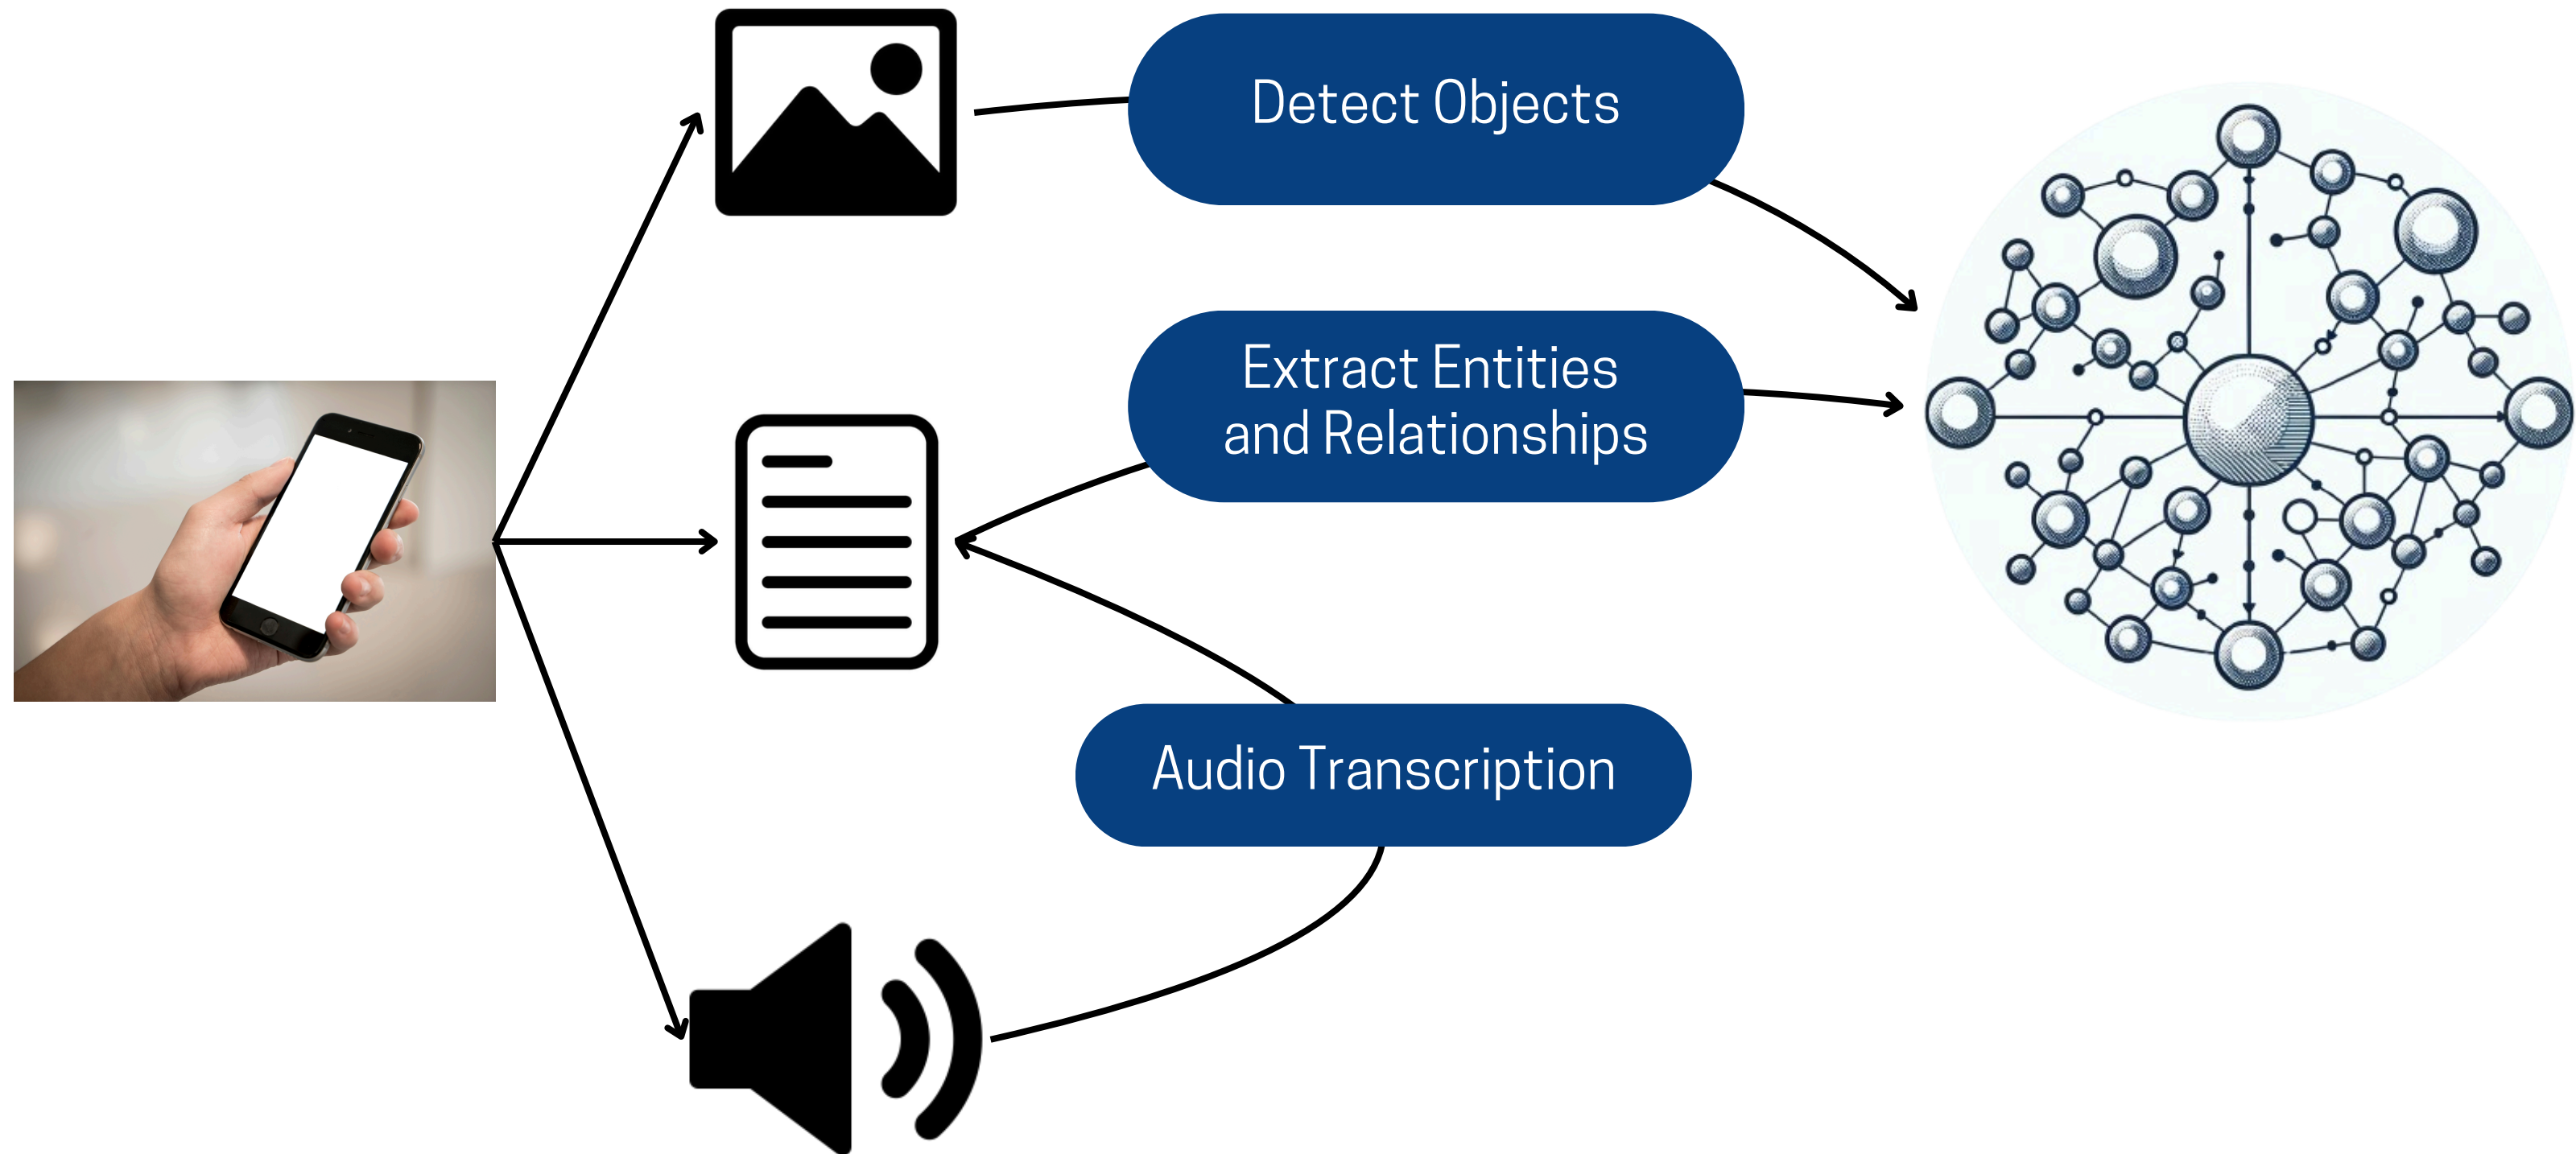 Detect Objects
Extract Entities
and Relationships
Audio Transcription